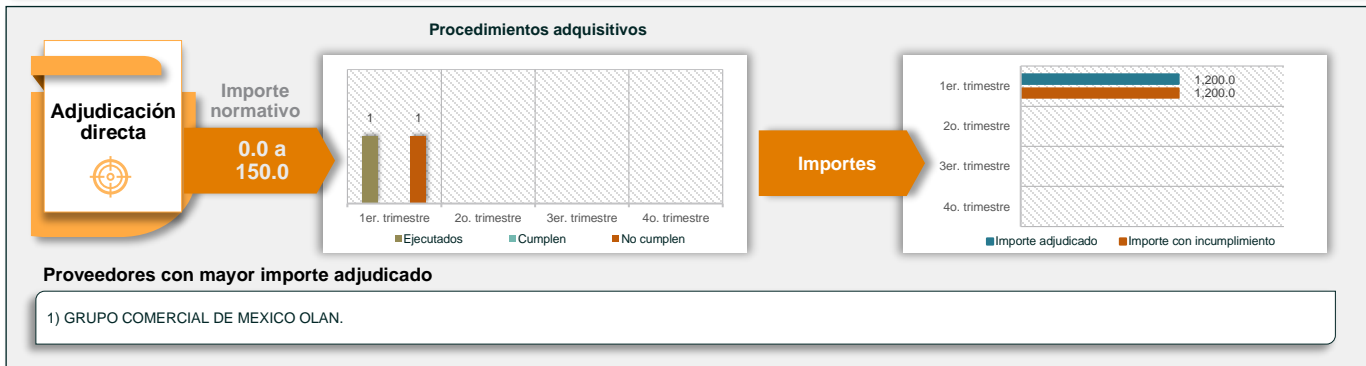 Procedimientos adquisitivos
Adjudicación
directa
Importe
normativo
0.0 a
150.0
1
1
1er. trimestre
2o. trimestre
3er. trimestre
4o. trimestre
Ejecutados
Cumplen
No cumplen
Importes
1er. trimestre
2o. trimestre
3er. trimestre
4o. trimestre
1,200.0
1,200.0
Importe adjudicado
Importe con incumplimiento
Proveedores con mayor importe adjudicado
1) GRUPO COMERCIAL DE MEXICO OLAN.